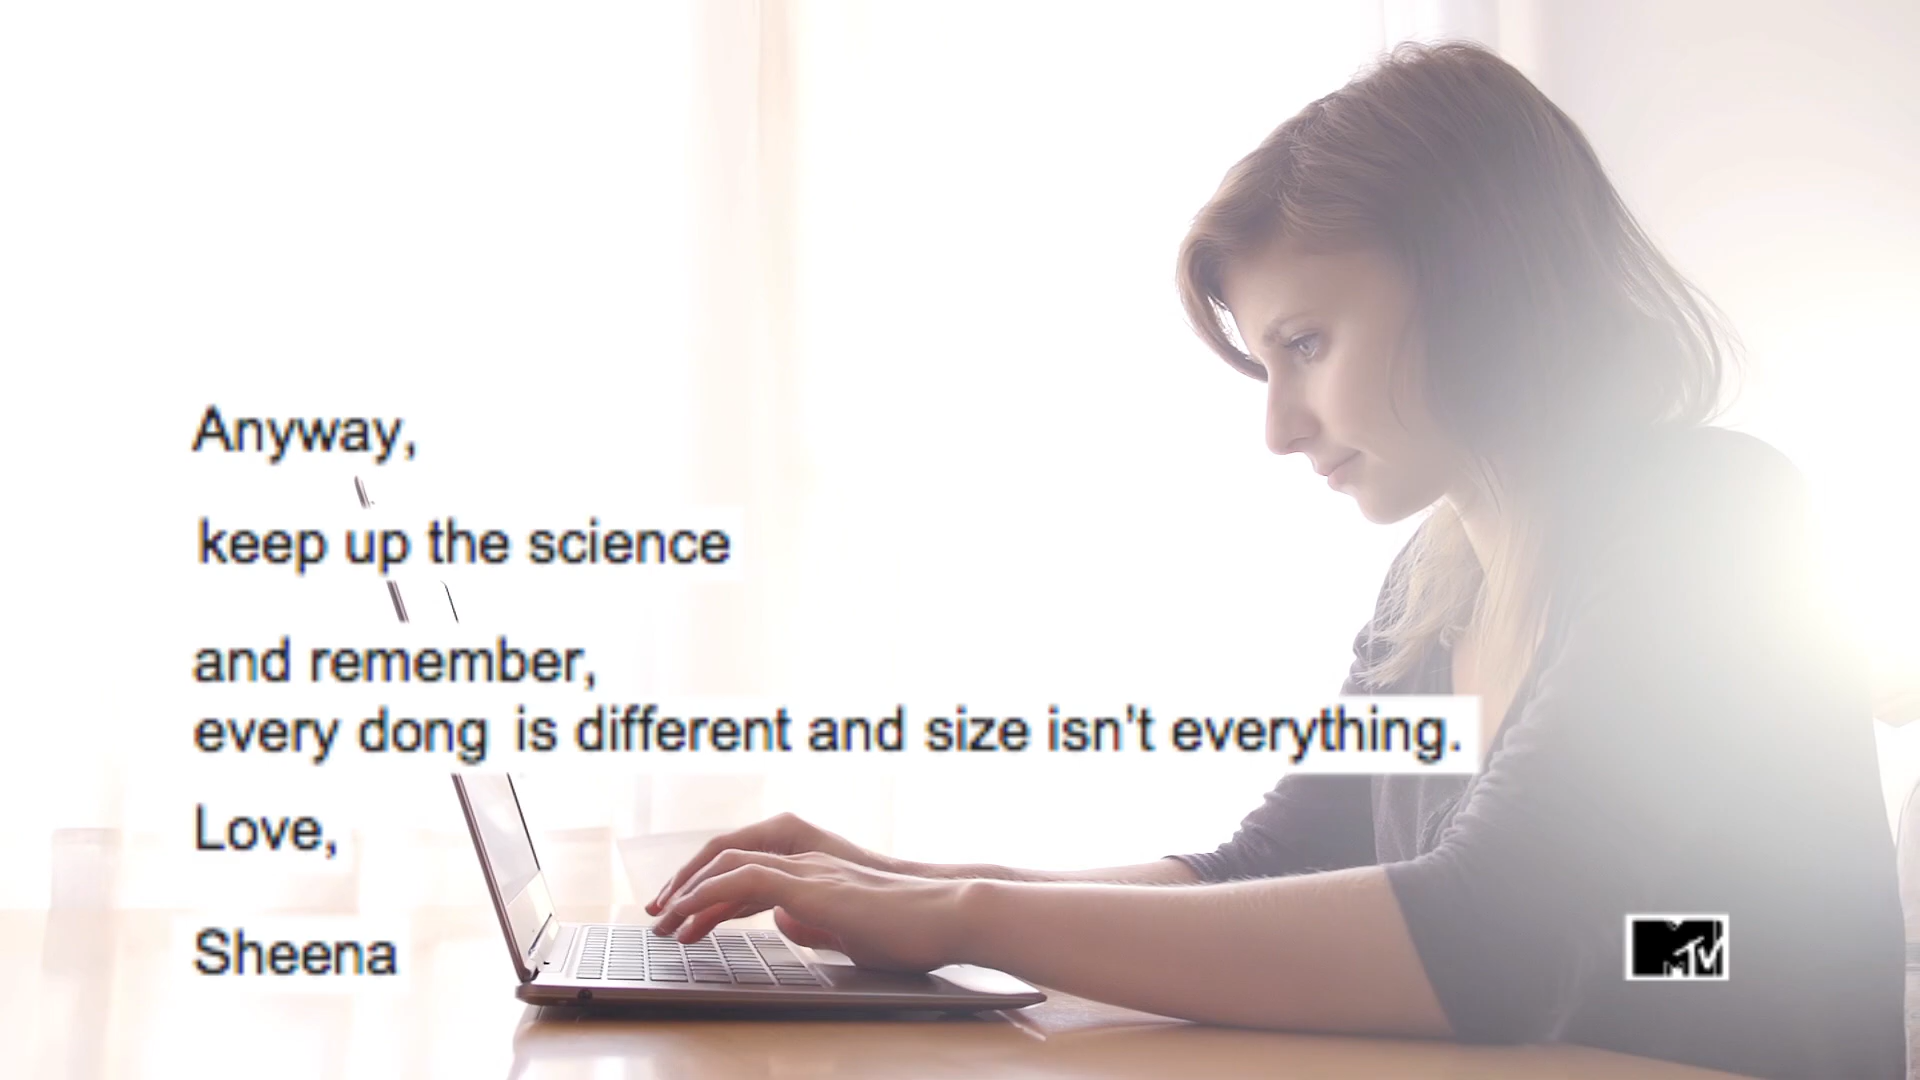 Anyway,
keep up the science
and remember,
every dong is different and size isn't everything.
Love,
Sheena
MTV